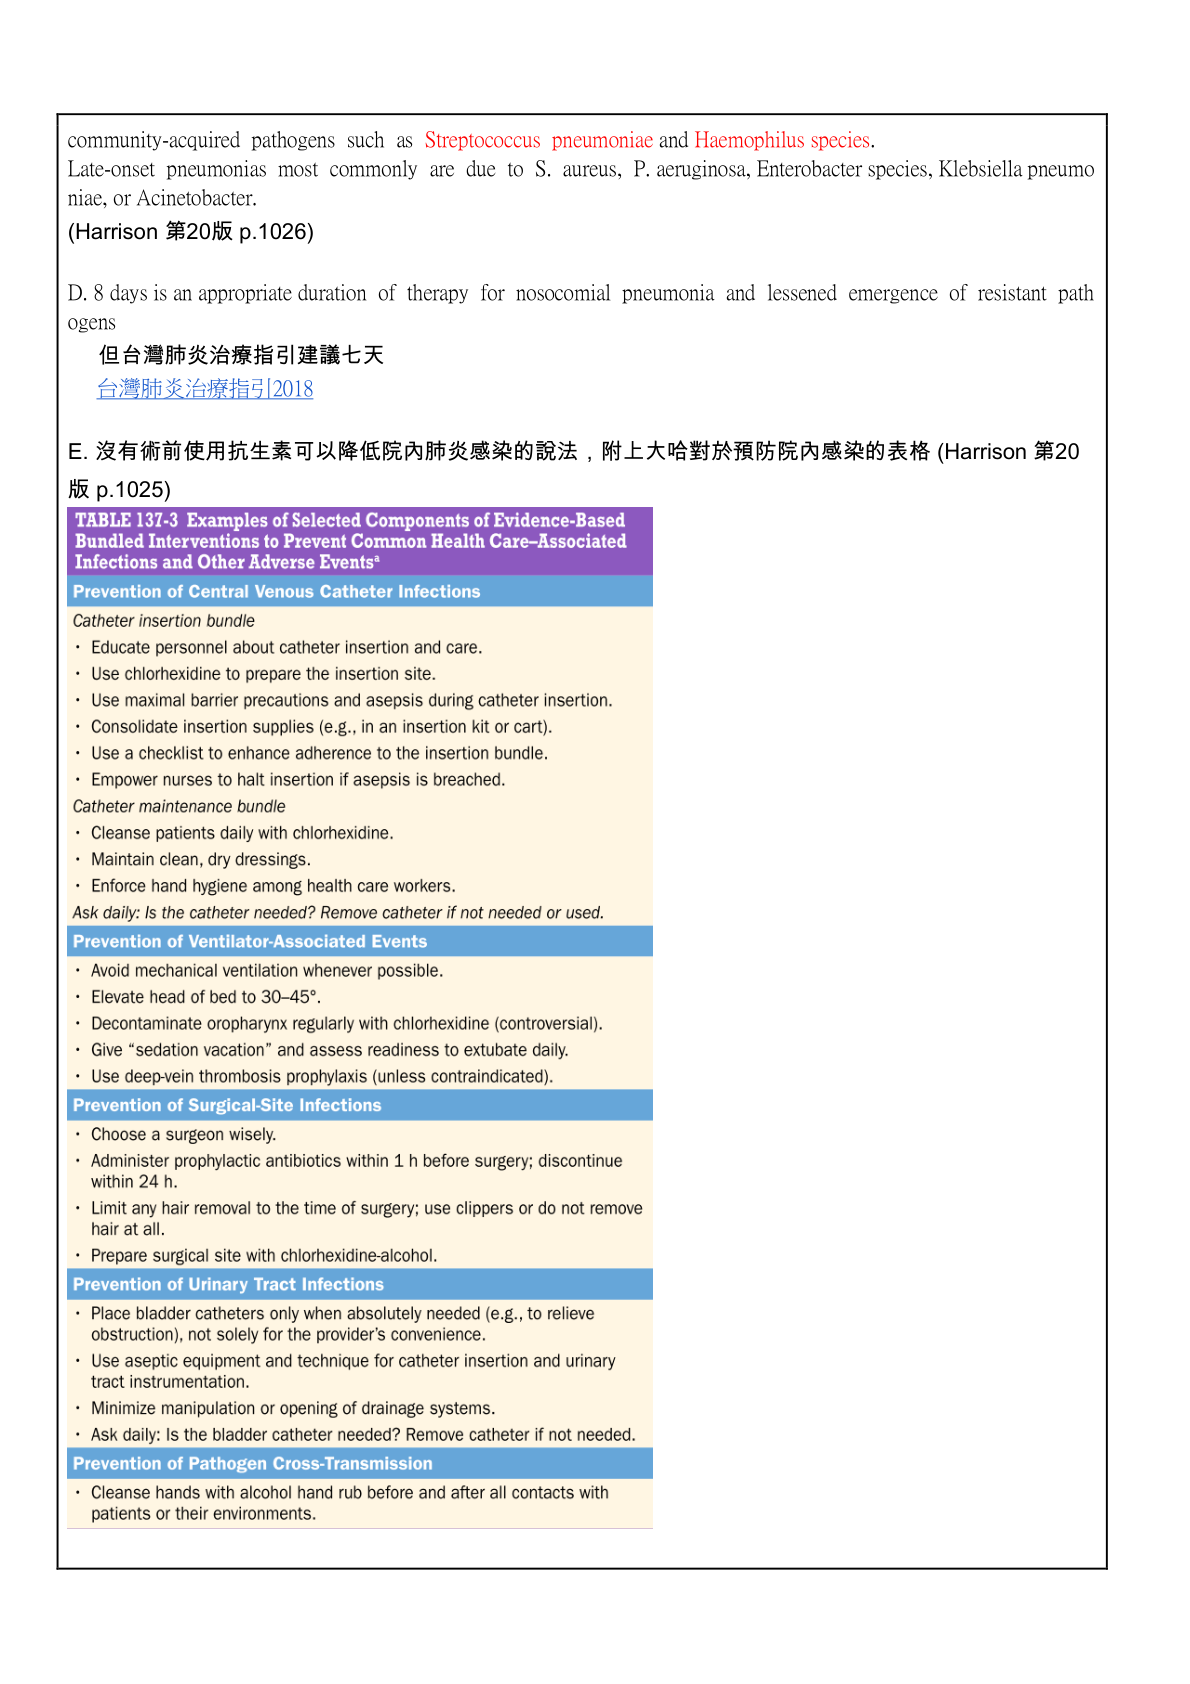 community-acquired pathogens such as Streptococcus pneumoniae and Haemophilus species.
Late-onset pneumonias most commonly are due to S. aureus, P. aeruginosa, Enterobacter species, Klebsiella pneumo
niae, or Acinetobacter.
(Harrison 第20版 p.1026)
D. 8 days is an appropriate duration of therapy for nosocomial pneumonia and lessened emergence of resistant path
ogens
但台灣肺炎治療指引建議七天
台灣肺炎治療指引2018
E. 沒有術前使用抗生素可以降低院內肺炎感染的說法，附上大哈對於預防院內感染的表格 (Harrison 第20
版 p.1025)
TABLE 137-3 Examples of Selected Components of Evidence-Based
Bundled Interventions to Prevent Common Health Care–Associated
Infections and Other Adverse Eventsª
Prevention of Central Venous Catheter Infections
Catheter insertion bundle
• Educate personnel about catheter insertion and care.
• Use chlorhexidine to prepare the insertion site.
• Use maximal barrier precautions and asepsis during catheter insertion.
• Consolidate insertion supplies (e.g., in an insertion kit or cart).
• Use a checklist to enhance adherence to the insertion bundle.
• Empower nurses to halt insertion if asepsis is breached.
Catheter maintenance bundle
• Cleanse patients daily with chlorhexidine.
• Maintain clean, dry dressings.
• Enforce hand hygiene among health care workers.
Ask daily: Is the catheter needed? Remove catheter if not needed or used.
Prevention of Ventilator-Associated Events
• Avoid mechanical ventilation whenever possible.
• Elevate head of bed to 30–45°.
• Decontaminate oropharynx regularly with chlorhexidine (controversial).
• Give “sedation vacation” and assess readiness to extubate daily.
• Use deep-vein thrombosis prophylaxis (unless contraindicated).
Prevention of Surgical-Site Infections
• Choose a surgeon wisely.
• Administer prophylactic antibiotics within 1 h before surgery; discontinue
within 24 h.
• Limit any hair removal to the time of surgery; use clippers or do not remove
hair at all.
• Prepare surgical site with chlorhexidine-alcohol.
Prevention of Urinary Tract Infections
• Place bladder catheters only when absolutely needed (e.g., to relieve
obstruction), not solely for the provider’s convenience.
• Use aseptic equipment and technique for catheter insertion and urinary
tract instrumentation.
• Minimize manipulation or opening of drainage systems.
• Ask daily: Is the bladder catheter needed? Remove catheter if not needed.
Prevention of Pathogen Cross-Transmission
• Cleanse hands with alcohol hand rub before and after all contacts with
patients or their environments.